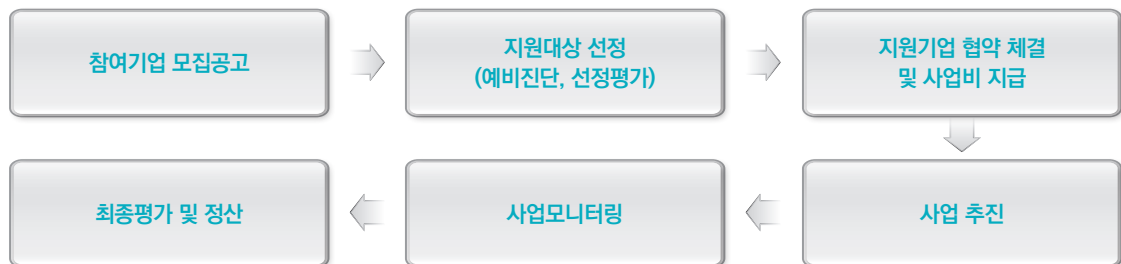 참여기업 모집공고
지원대상 선정
(예비진단, 선정평가)
지원기업 협약 체결
및 사업비 지급
사업 추진
사업모니터링
최종평가 및 정산